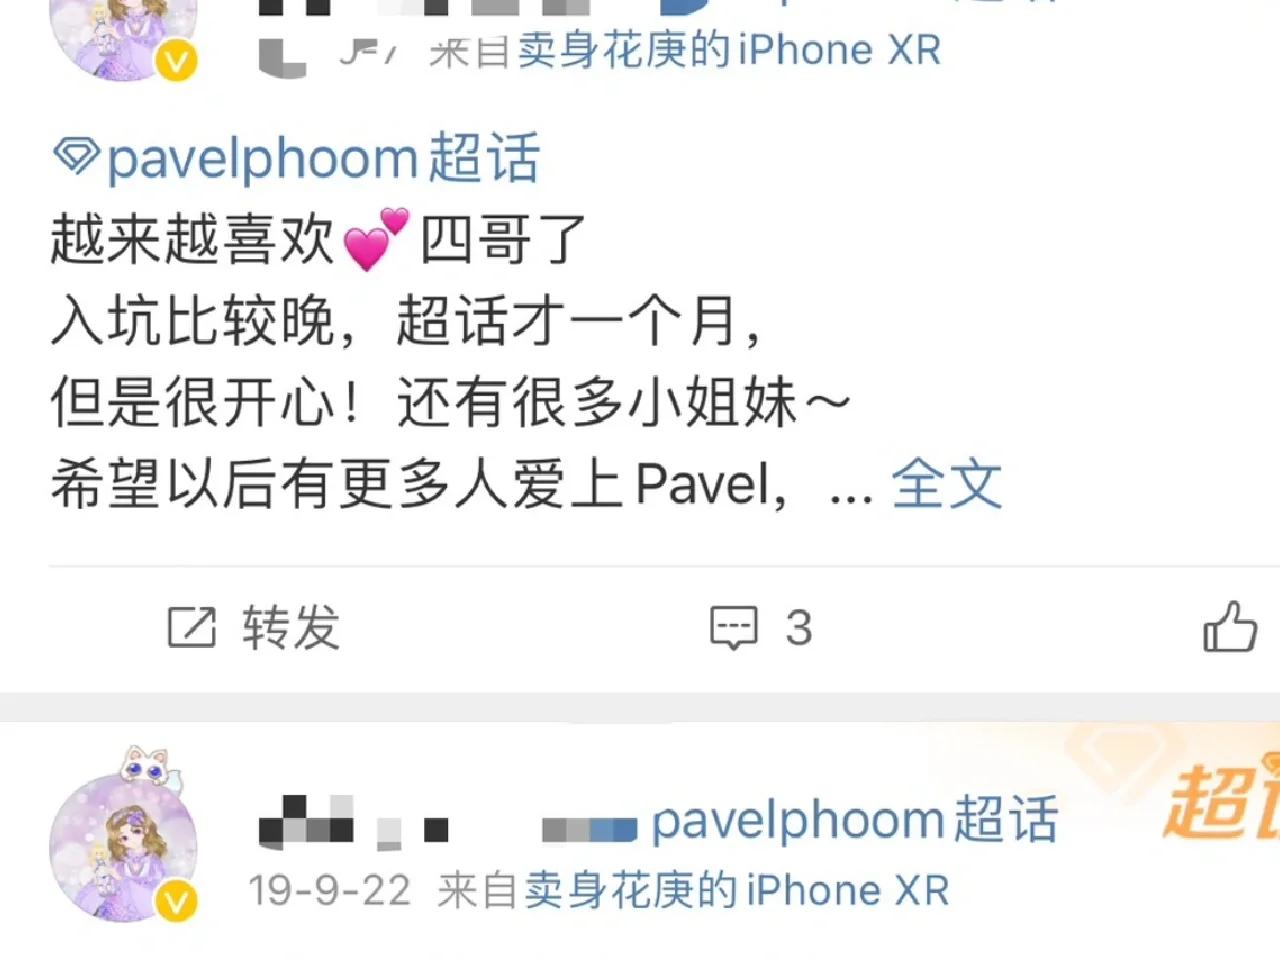 来自卖身花庚的iPhone XR
pavelphoom超话
越来越喜欢💕四哥了
入坑比较晚，超话才一个月，
但是很开心！还有很多小姐妹～
希望以后有更多人爱上Pavel，... 全文
转发 3
pavelphoom超话
超
19-9-22 来自卖身花庚的iPhone XR